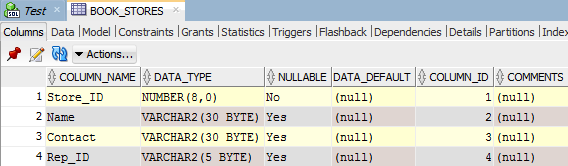 SQL Test × BOOK_STORES ×
Columns Data Model Constraints Grants Statistics Triggers Flashback Dependencies Details Partitions Index
Actions...
COLUMN_NAME DATA_TYPE NULLABLE DATA_DEFAULT COLUMN_ID COMMENTS
1 Store_ID NUMBER(8,0) No (null) 1 (null)
2 Name VARCHAR2(30 BYTE) Yes (null) 2 (null)
3 Contact VARCHAR2(30 BYTE) Yes (null) 3 (null)
4 Rep_ID VARCHAR2(5 BYTE) Yes (null) 4 (null)